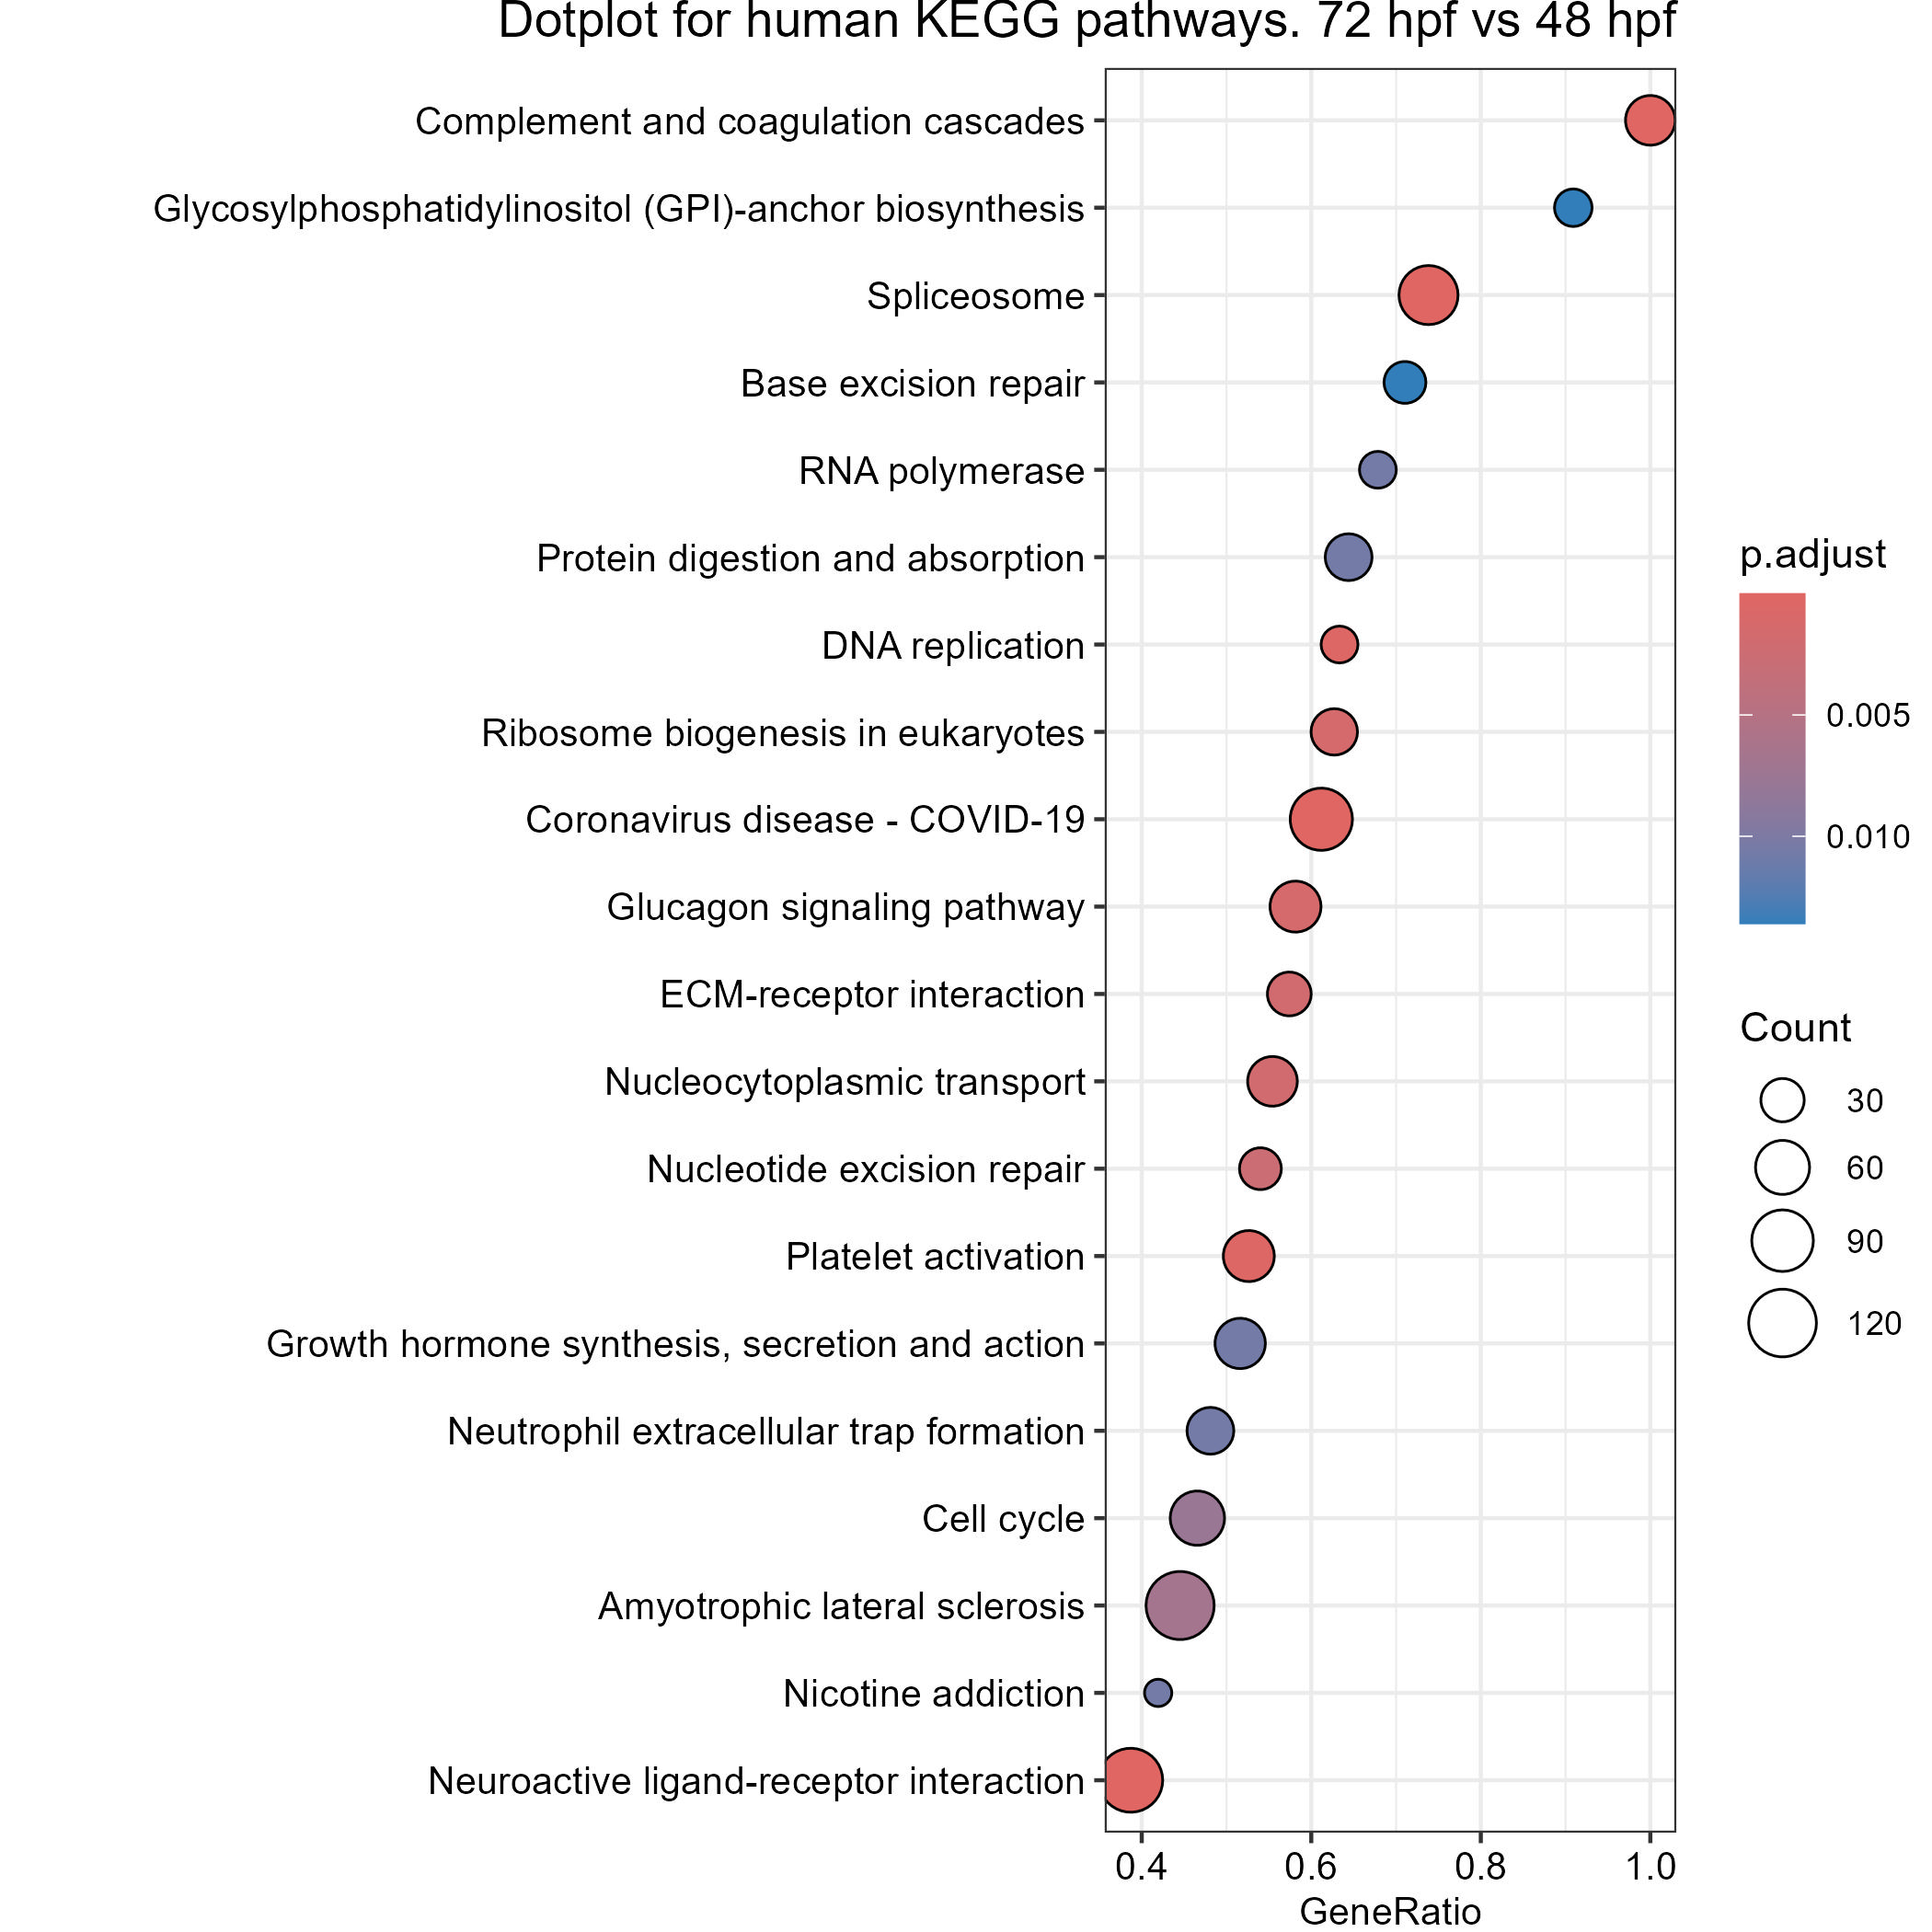 Dotplot for human KEGG pathways. 72 hpf vs 48 hpf
Complement and coagulation cascades
Glycosylphosphatidylinositol (GPI)-anchor biosynthesis
Spliceosome
Base excision repair
RNA polymerase
Protein digestion and absorption
DNA replication
Ribosome biogenesis in eukaryotes
Coronavirus disease - COVID-19
Glucagon signaling pathway
ECM-receptor interaction
Nucleocytoplasmic transport
Nucleotide excision repair
Platelet activation
Growth hormone synthesis, secretion and action
Neutrophil extracellular trap formation
Cell cycle
Amyotrophic lateral sclerosis
Nicotine addiction
Neuroactive ligand-receptor interaction
0.4 0.6 0.8 1.0
GeneRatio
p.adjust
0.005
0.010
Count
30
60
90
120